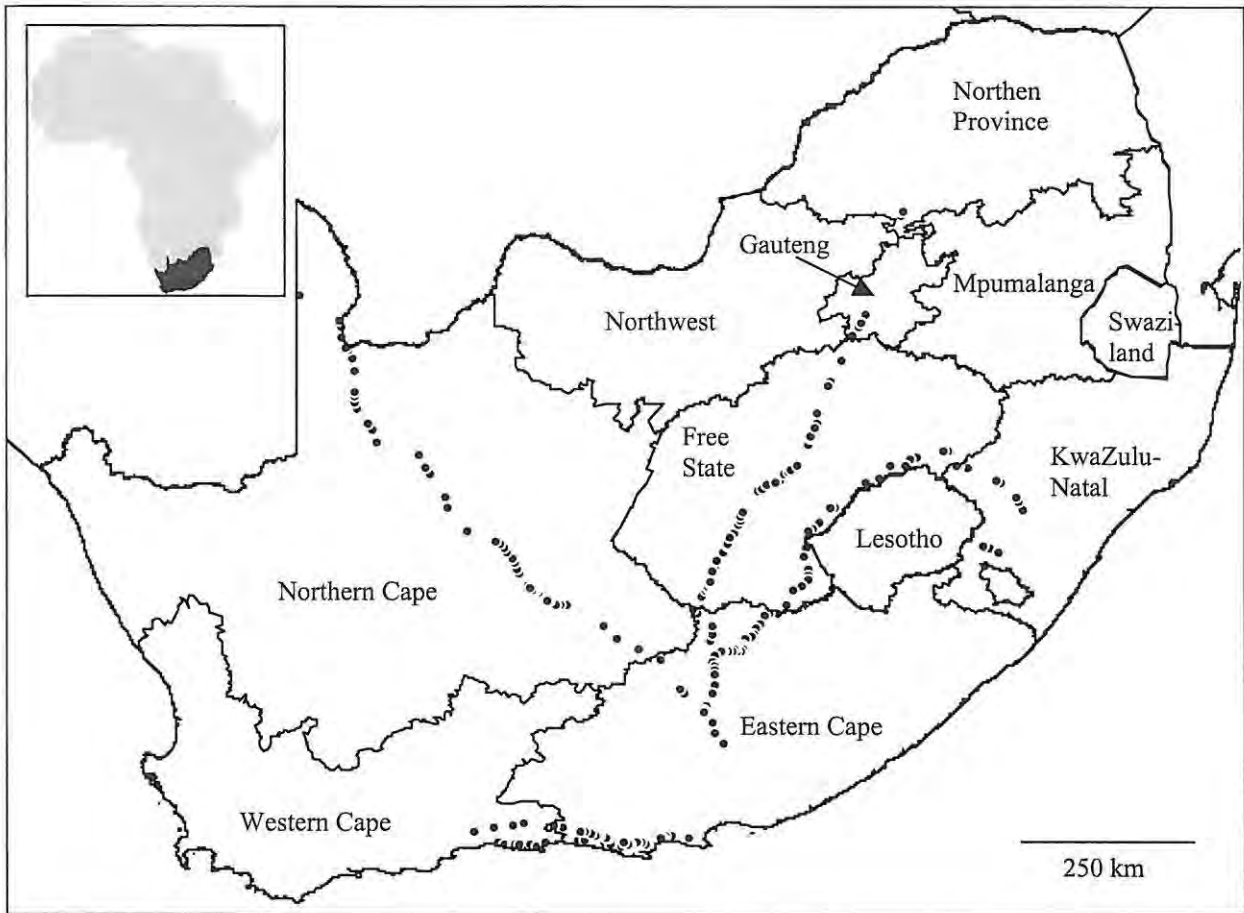 Northen
Province
Gauteng
Mpumalanga
Northwest
Swazi-
land
Free
State
KwaZulu-
Natal
Lesotho
Northern Cape
Eastern Cape
Western Cape
250 km